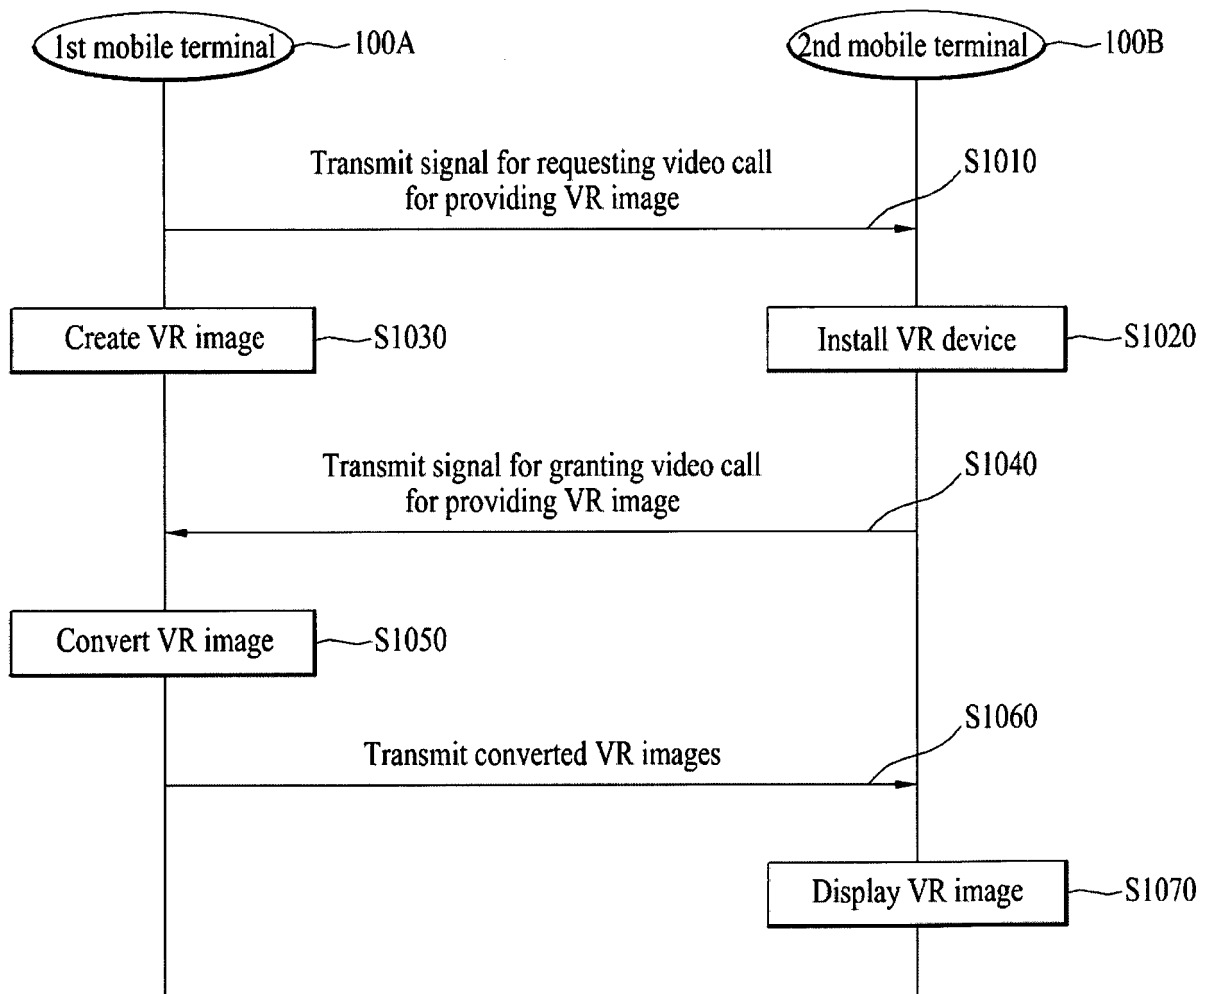 1st mobile terminal
100A
2nd mobile terminal
100B
Transmit signal for requesting video call
for providing VR image
S1010
Create VR image
S1030
Install VR device
S1020
Transmit signal for granting video call
for providing VR image
S1040
Convert VR image
S1050
Transmit converted VR images
S1060
Display VR image
S1070